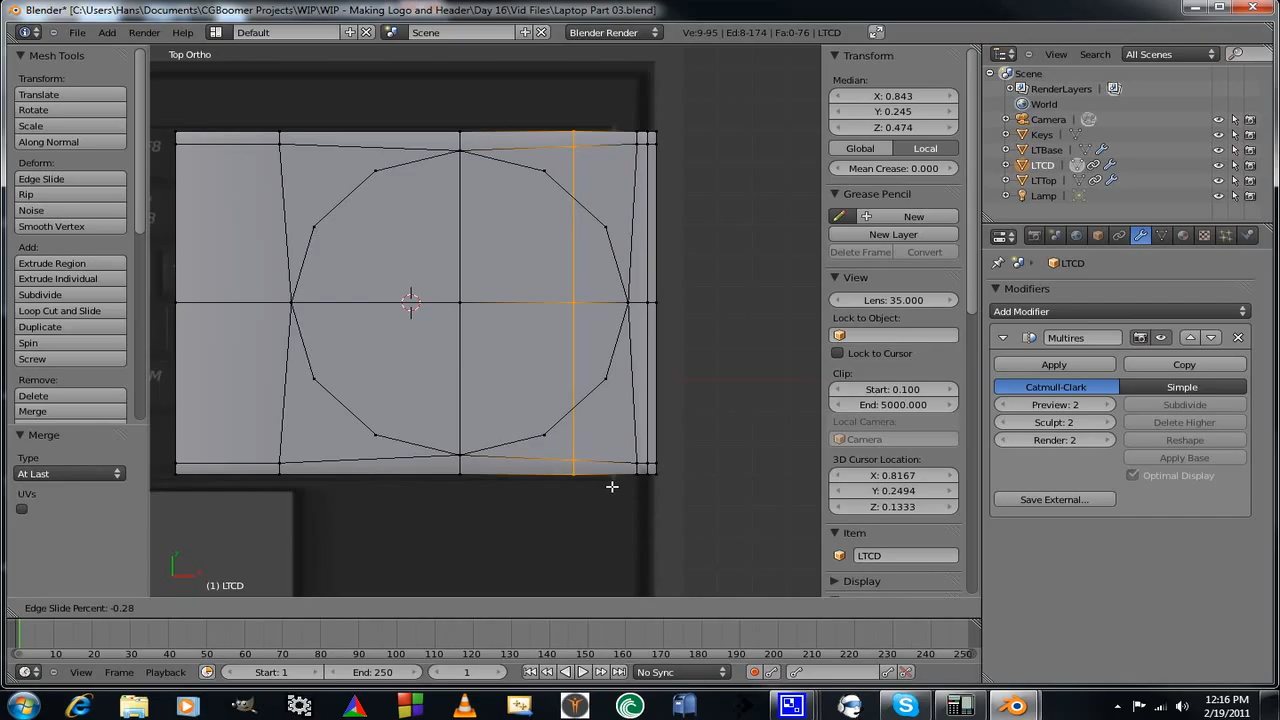 Blender* [C:\Users\Hans\Documents\CGBoomer Projects\WIP\WIP - Making Logo and Header\Day 16\Vid Files\Laptop Part 03.blend]
File Add Render Help Default Scene Blender Render Ve:9-95 | Ed:8-174 | Fa:0-76 | LTCD
View Search All Scenes
Mesh Tools
Transform:
Translate
Rotate
Scale
Along Normal
Deform:
Edge Slide
Rip
Noise
Smooth Vertex
Add:
Extrude Region
Extrude Individual
Subdivide
Loop Cut and Slide
Duplicate
Spin
Screw
Remove:
Delete
Merge
Merge
Type
At Last
UVs
Top Ortho
(1) LTCD
Edge Slide Percent: -0.28
Transform
Median:
X: 0.843
Y: 0.245
Z: 0.474
Global Local
Mean Crease: 0.000
Grease Pencil
New
New Layer
Delete Frame Convert
View
Lens: 35.000
Lock to Object:
Lock to Cursor
Clip:
Start: 0.100
End: 5000.000
Local Camera:
Camera
3D Cursor Location:
X: 0.8167
Y: 0.2494
Z: 0.1333
Item
LTCD
Display
Scene
RenderLayers
World
Camera
Keys
LTBase
LTCD
LTTop
Lamp
LTCD
Modifiers
Add Modifier
Multires
Apply Copy
Catmull-Clark Simple
Preview: 2 Subdivide
Sculpt: 2 Delete Higher
Render: 2 Reshape
Apply Base
Optimal Display
Save External...
0 10 20 30 40 50 60 70 80 90 100 110 120 130 140 150 160 170 180 190 200 210 220 230 240 250
View Frame Playback Start: 1 End: 250 1 No Sync
12:16 PM
2/19/2011